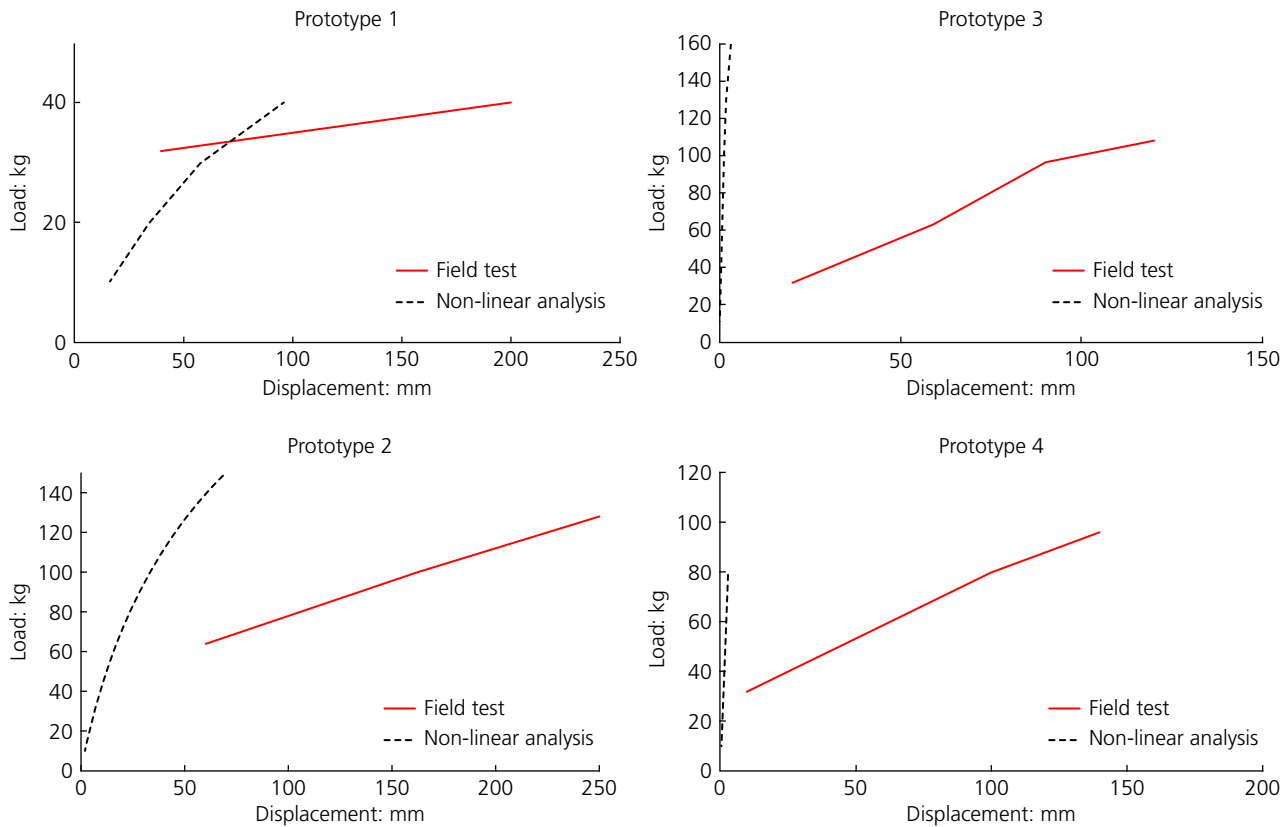 Prototype 1
Load: kg
40
20
0
0 50 100 150 200 250
Displacement: mm
Field test
Non-linear analysis
Prototype 3
Load: kg
160
140
120
100
80
60
40
20
0
0 50 100 150
Displacement: mm
Field test
Non-linear analysis
Prototype 2
Load: kg
140
120
100
80
60
40
20
0
0 50 100 150 200 250
Displacement: mm
Field test
Non-linear analysis
Prototype 4
Load: kg
120
100
80
60
40
20
0
0 50 100 150 200
Displacement: mm
Field test
Non-linear analysis